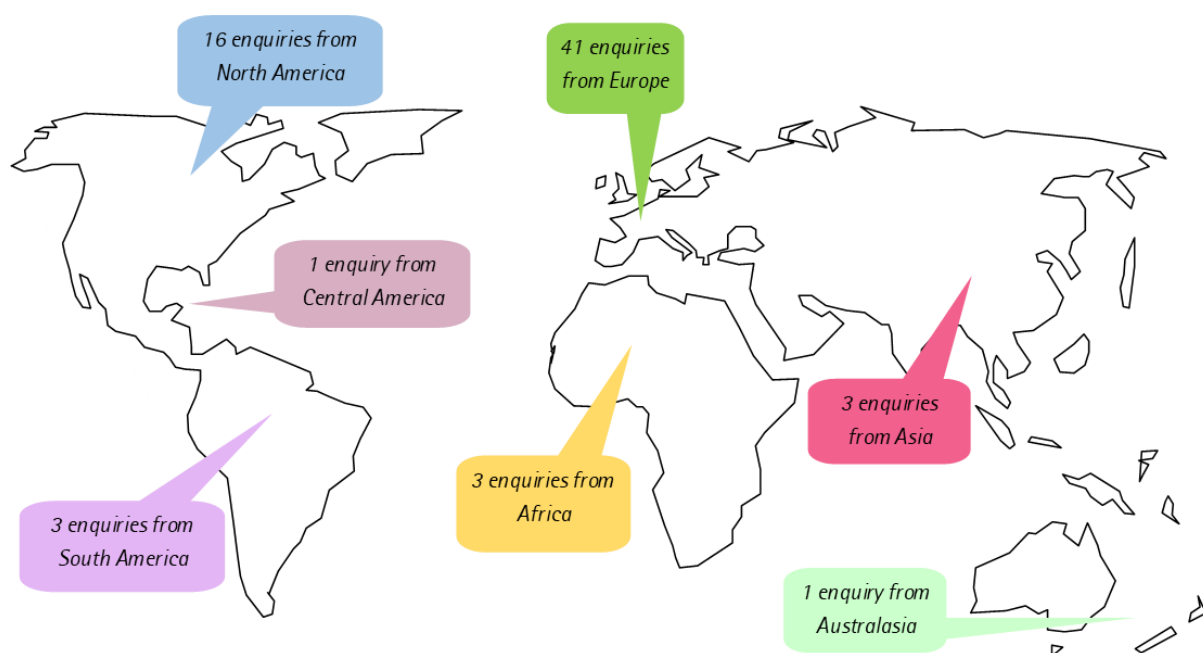 16 enquiries from
North America
41 enquiries
from Europe
1 enquiry from
Central America
3 enquiries
from Asia
3 enquiries from
Africa
3 enquiries from
South America
1 enquiry from
Australasia